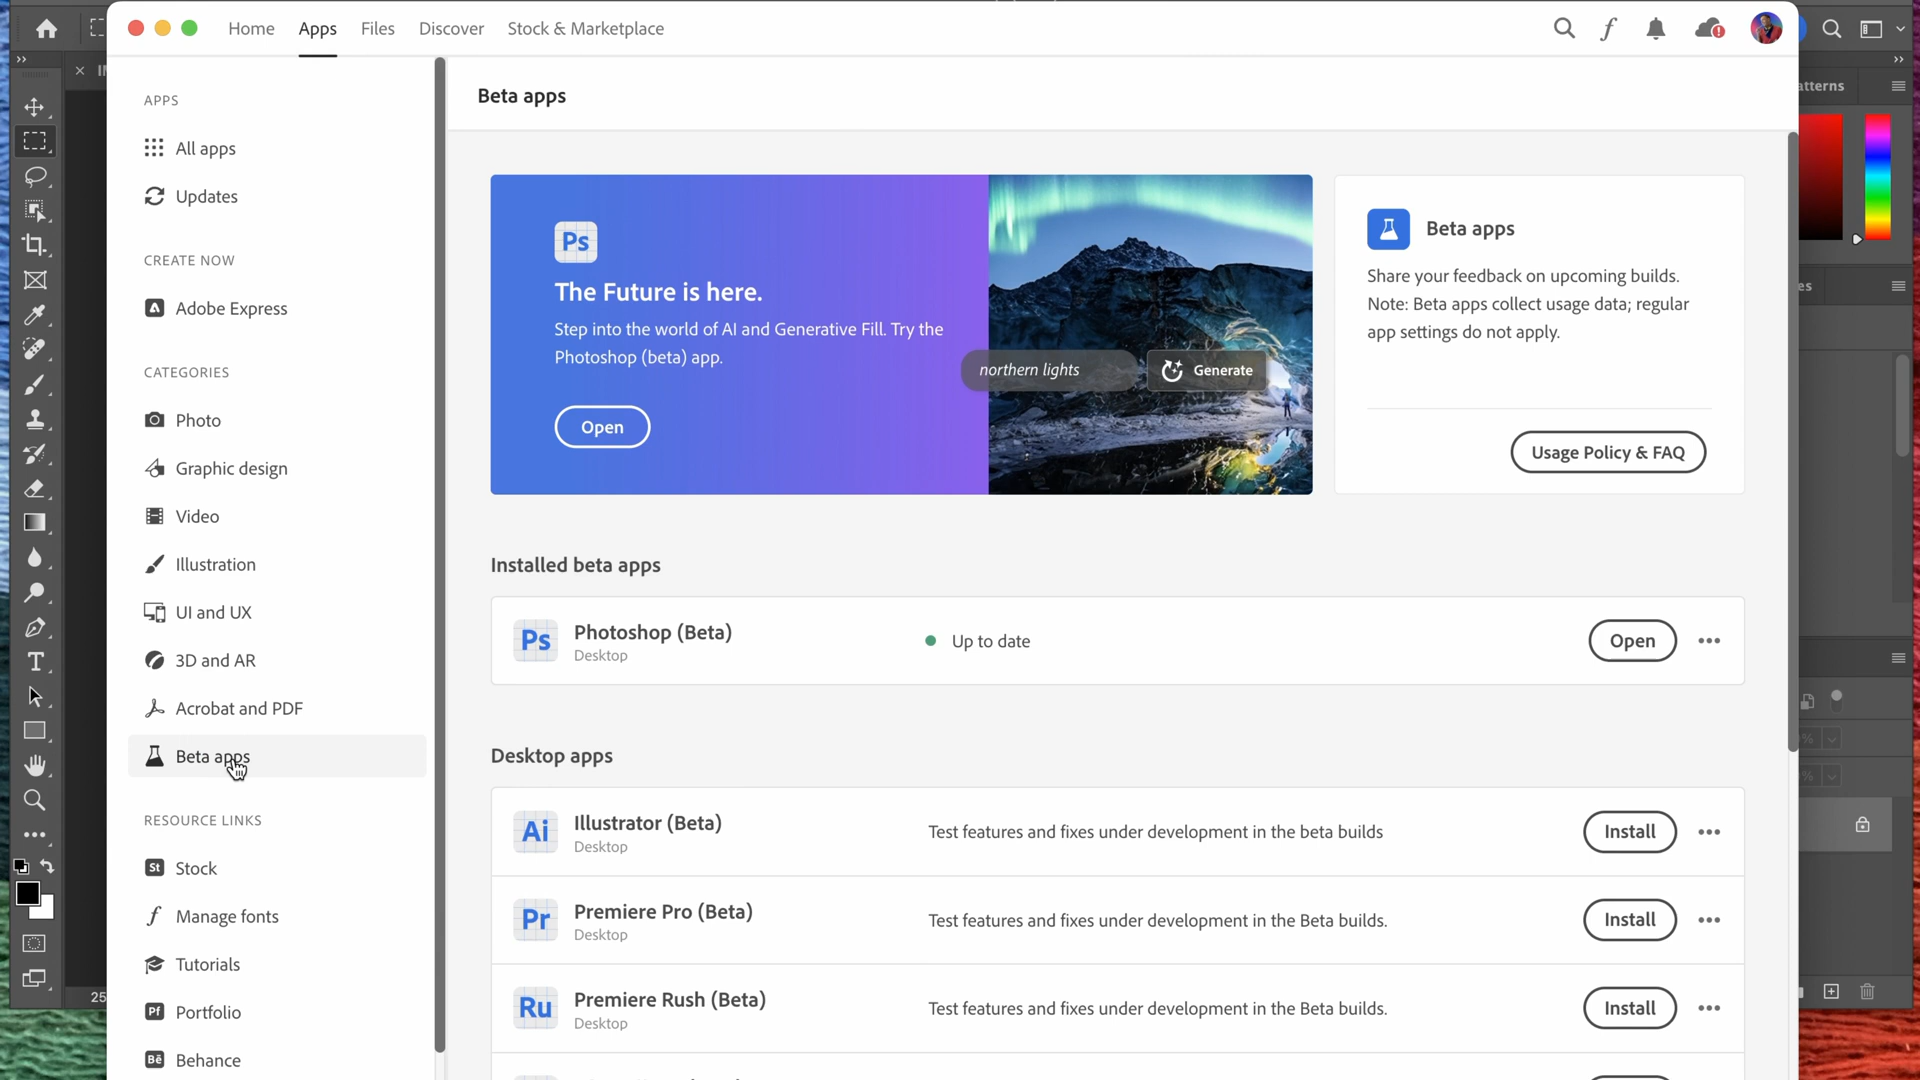 Home
Apps
Files
Discover
Stock & Marketplace
atterns
APPS
All apps
Updates
CREATE NOW
Adobe Express
CATEGORIES
Photo
Graphic design
Video
Illustration
UI and UX
3D and AR
Acrobat and PDF
Beta apps
RESOURCE LINKS
St Stock
Manage fonts
Tutorials
Pf Portfolio
Bē Behance
25
Beta apps
Ps
The Future is here.
Step into the world of AI and Generative Fill. Try the
Photoshop (beta) app.
Open
northern lights
Generate
Beta apps
Share your feedback on upcoming builds.
Note: Beta apps collect usage data; regular
app settings do not apply.
Usage Policy & FAQ
es
Installed beta apps
Ps
Photoshop (Beta)
Desktop
Up to date
Open
Desktop apps
Ai
Illustrator (Beta)
Desktop
Test features and fixes under development in the beta builds
Install
Pr
Premiere Pro (Beta)
Desktop
Test features and fixes under development in the Beta builds.
Install
Ru
Premiere Rush (Beta)
Desktop
Test features and fixes under development in the Beta builds.
Install